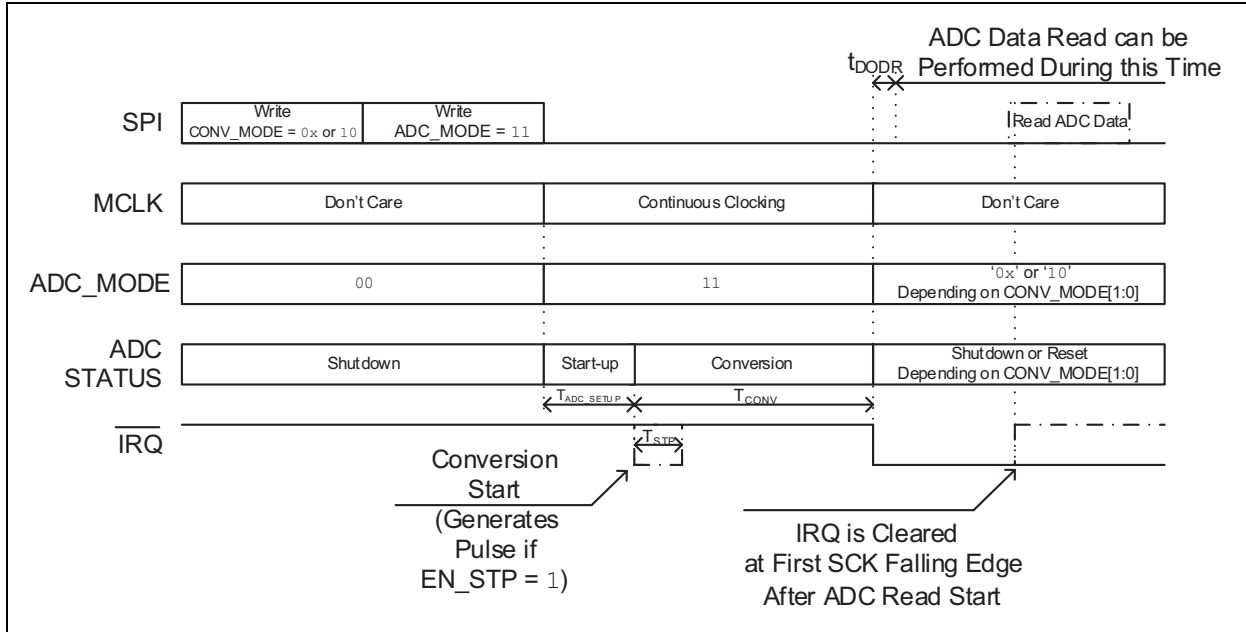 ADC Data Read can be
tDODR Performed During this Time
SPI
Write
CONV_MODE = 0x or 10
Write
ADC_MODE = 11
Read ADC Data
MCLK
Don't Care
Continuous Clocking
Don't Care
ADC_MODE
00
11
'0x' or '10'
Depending on CONV_MODE[1:0]
ADC
STATUS
Shutdown
Start-up
Conversion
Shutdown or Reset
Depending on CONV_MODE[1:0]
TADC_SETUP
TCONV
IRQ
TSTP
Conversion
Start
(Generates
Pulse if
EN_STP = 1)
IRQ is Cleared
at First SCK Falling Edge
After ADC Read Start